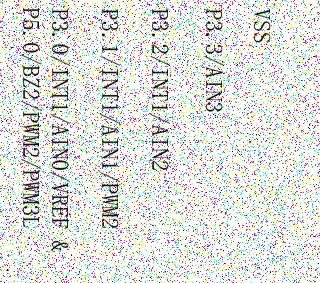 VSS
P3.3/AIN3
P3.2/INT1/AIN2
P3.1/INT1/AIN1/PWM2
P3.0/INT1/AIN0/VREF &
P5.0/BZ2/PWM2/PWM3L